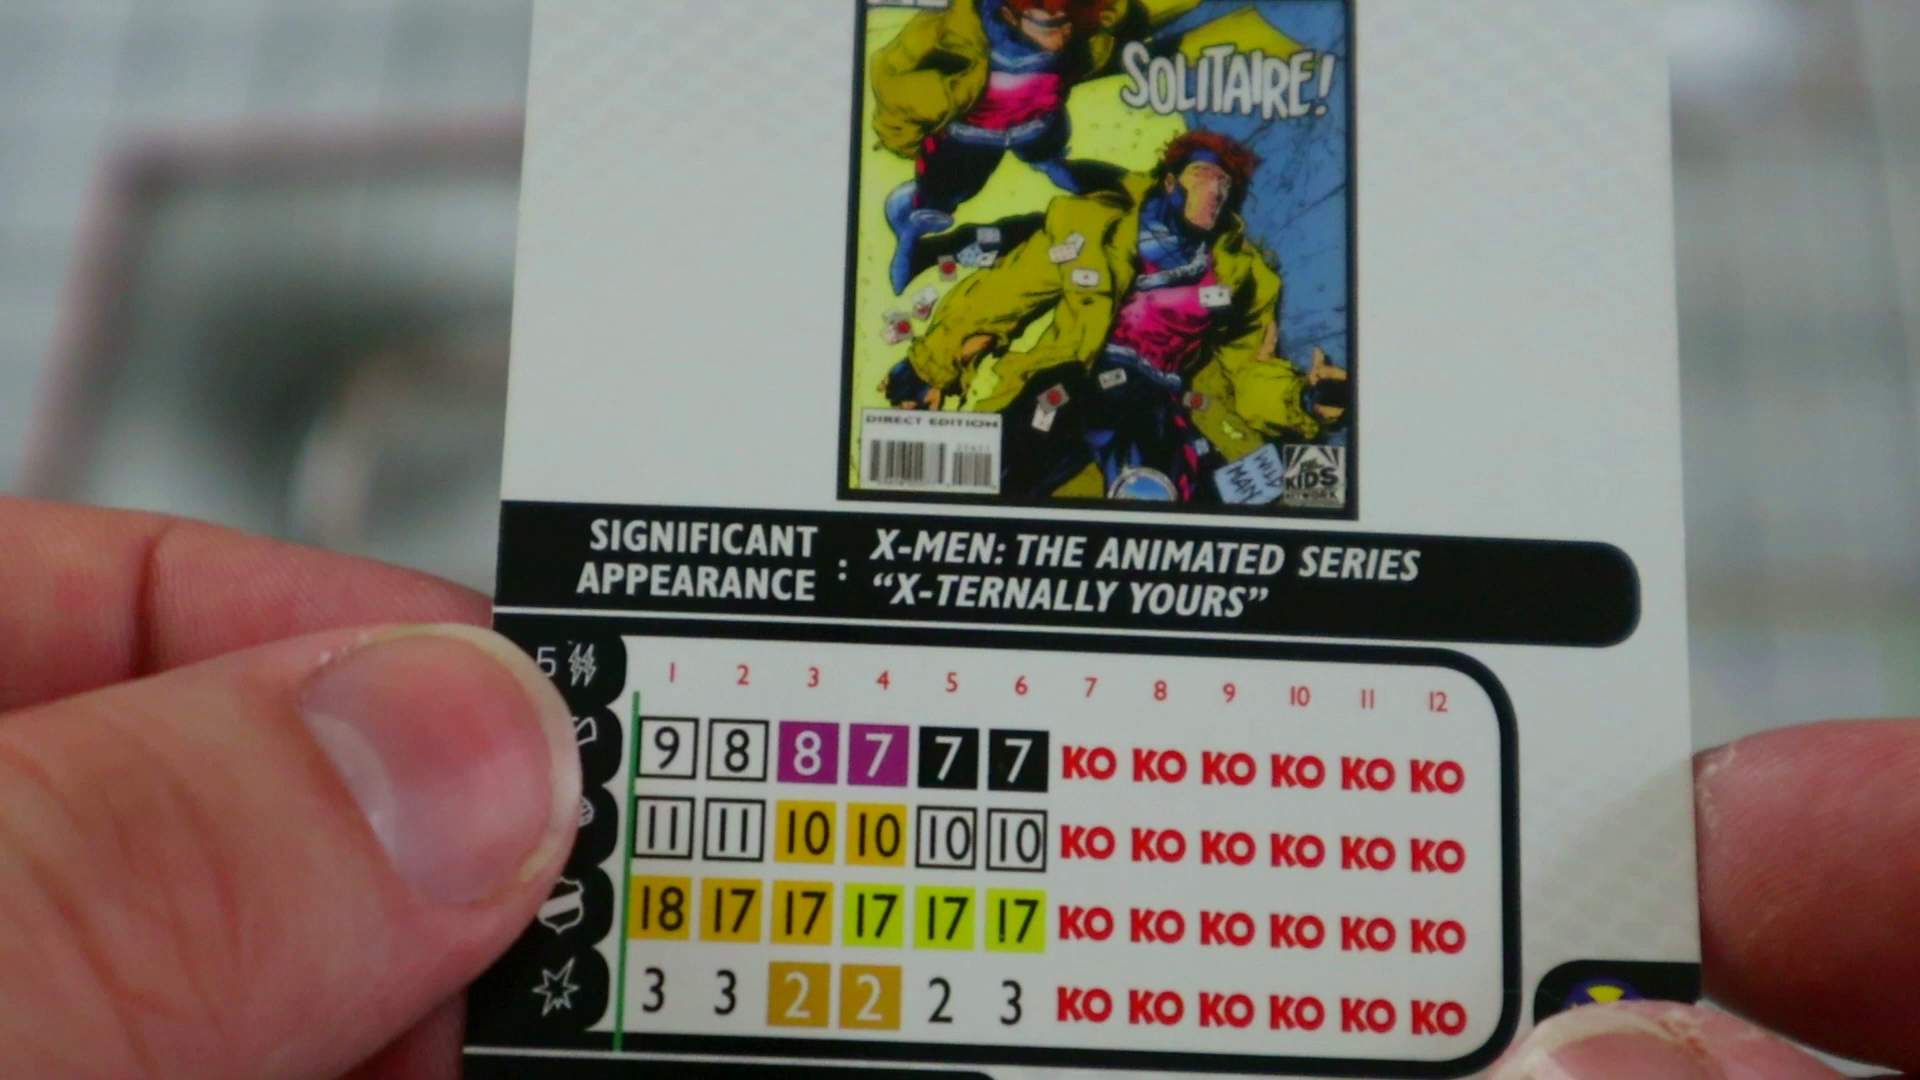 SOLITAIRE!
DIRECT EDITION
WILD
MAN
KIDS
NETWORK
SIGNIFICANT APPEARANCE : X-MEN: THE ANIMATED SERIES
"X-TERNALLY YOURS"
5 1 2 3 4 5 6 7 8 9 10 11 12
9 8 8 7 7 7 KO KO KO KO KO KO
11 11 10 10 10 10 KO KO KO KO KO KO
18 17 17 17 17 17 KO KO KO KO KO KO
3 3 2 2 2 3 KO KO KO KO KO KO